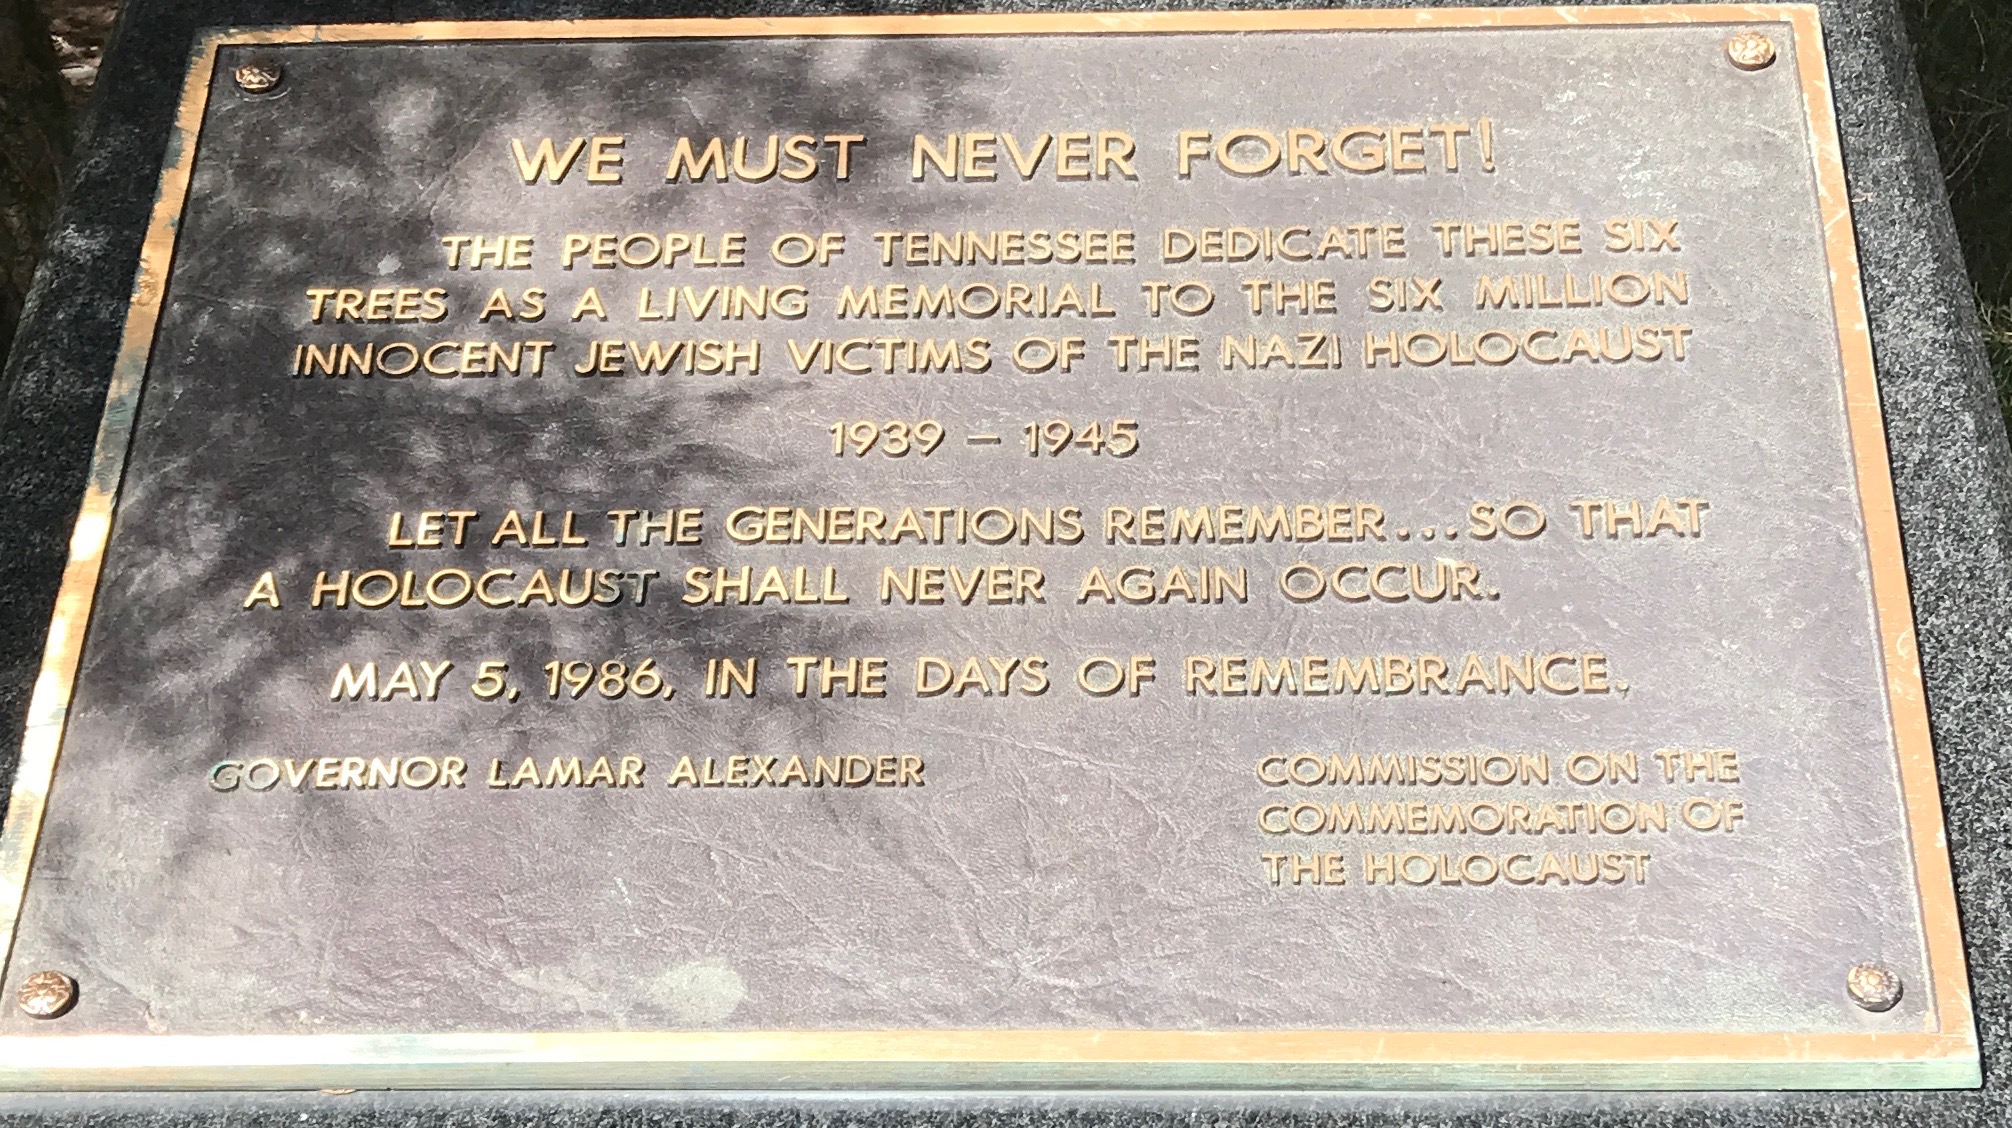 WE MUST NEVER FORGET!
THE PEOPLE OF TENNESSEE DEDICATE THESE SIX
TREES AS A LIVING MEMORIAL TO THE SIX MILLION
INNOCENT JEWISH VICTIMS OF THE NAZI HOLOCAUST
1939 – 1945
LET ALL THE GENERATIONS REMEMBER...SO THAT
A HOLOCAUST SHALL NEVER AGAIN OCCUR.
MAY 5, 1986, IN THE DAYS OF REMEMBRANCE.
GOVERNOR LAMAR ALEXANDER
COMMISSION ON THE
COMMEMORATION OF
THE HOLOCAUST